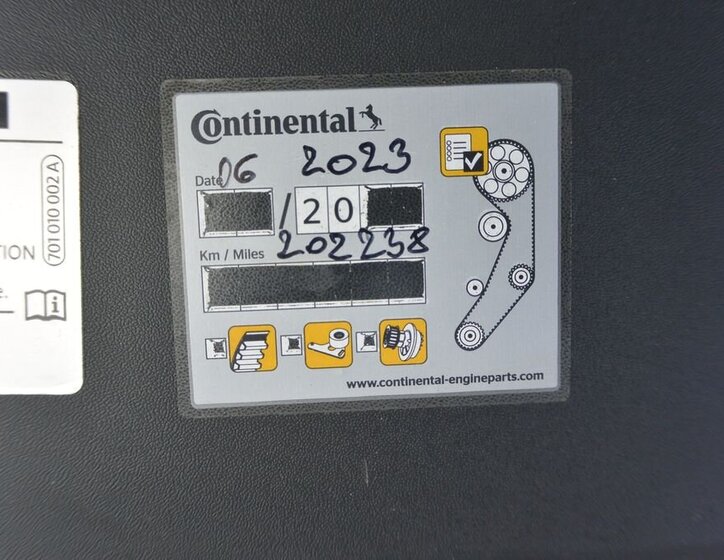 Continental
06 2023
Date
/ 20
Km / Miles 202238
www.continental-engineparts.com
TION
701 010 002 A
e.